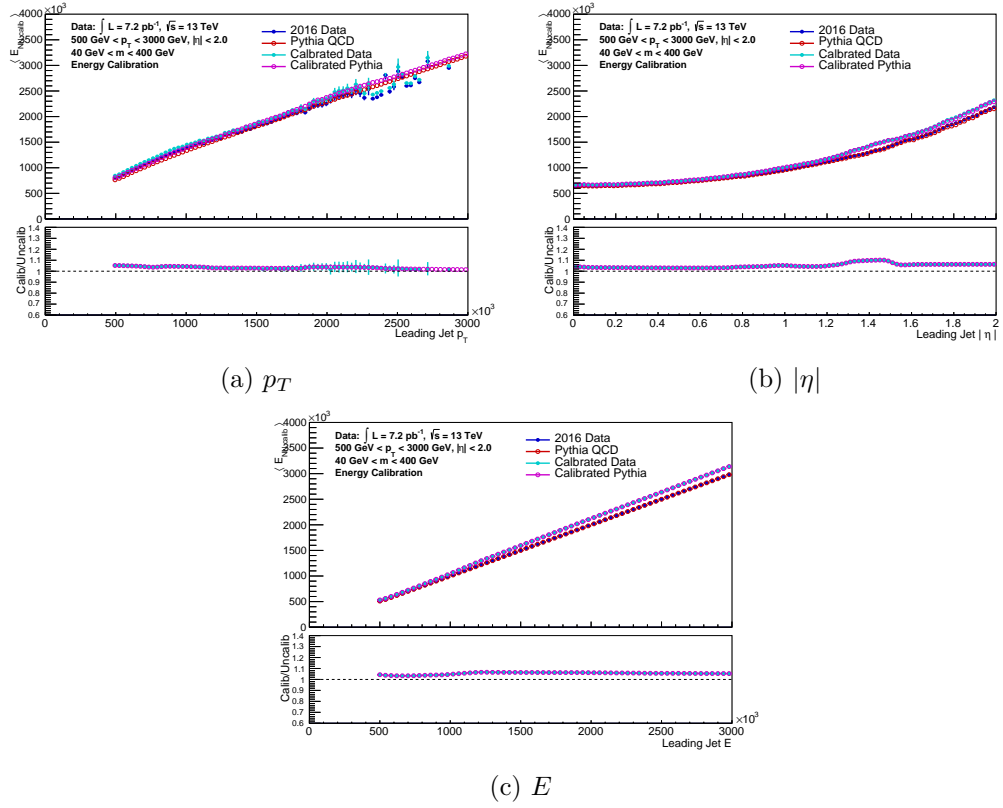 ×10³
4000
3500
3000
2500
2000
1500
1000
500
0
Data: ∫ L = 7.2 pb⁻¹, √s = 13 TeV
500 GeV < p_T < 3000 GeV, |η| < 2.0
40 GeV < m < 400 GeV
Energy Calibration
2016 Data
Pythia QCD
Calbrated Data
Calibrated Pythia
Calib/Uncalib
1.4
1.3
1.2
1.1
1
0.9
0.8
0.7
0.6
0 500 1000 1500 2000 2500 3000
×10³
Leading Jet p_T
(a) p_T
×10³
4000
3500
3000
2500
2000
1500
1000
500
0
Data: ∫ L = 7.2 pb⁻¹, √s = 13 TeV
500 GeV < p_T < 3000 GeV, |η| < 2.0
40 GeV < m < 400 GeV
Energy Calibration
2016 Data
Pythia QCD
Calbrated Data
Calibrated Pythia
Calib/Uncalib
1.4
1.3
1.2
1.1
1
0.9
0.8
0.7
0.6
0 0.2 0.4 0.6 0.8 1 1.2 1.4 1.6 1.8 2
Leading Jet | η |
(b) |η|
×10³
4000
3500
3000
2500
2000
1500
1000
500
0
Data: ∫ L = 7.2 pb⁻¹, √s = 13 TeV
500 GeV < p_T < 3000 GeV, |η| < 2.0
40 GeV < m < 400 GeV
Energy Calibration
2016 Data
Pythia QCD
Calbrated Data
Calibrated Pythia
Calib/Uncalib
1.4
1.3
1.2
1.1
1
0.9
0.8
0.7
0.6
0 500 1000 1500 2000 2500 3000
×10³
Leading Jet E
(c) E